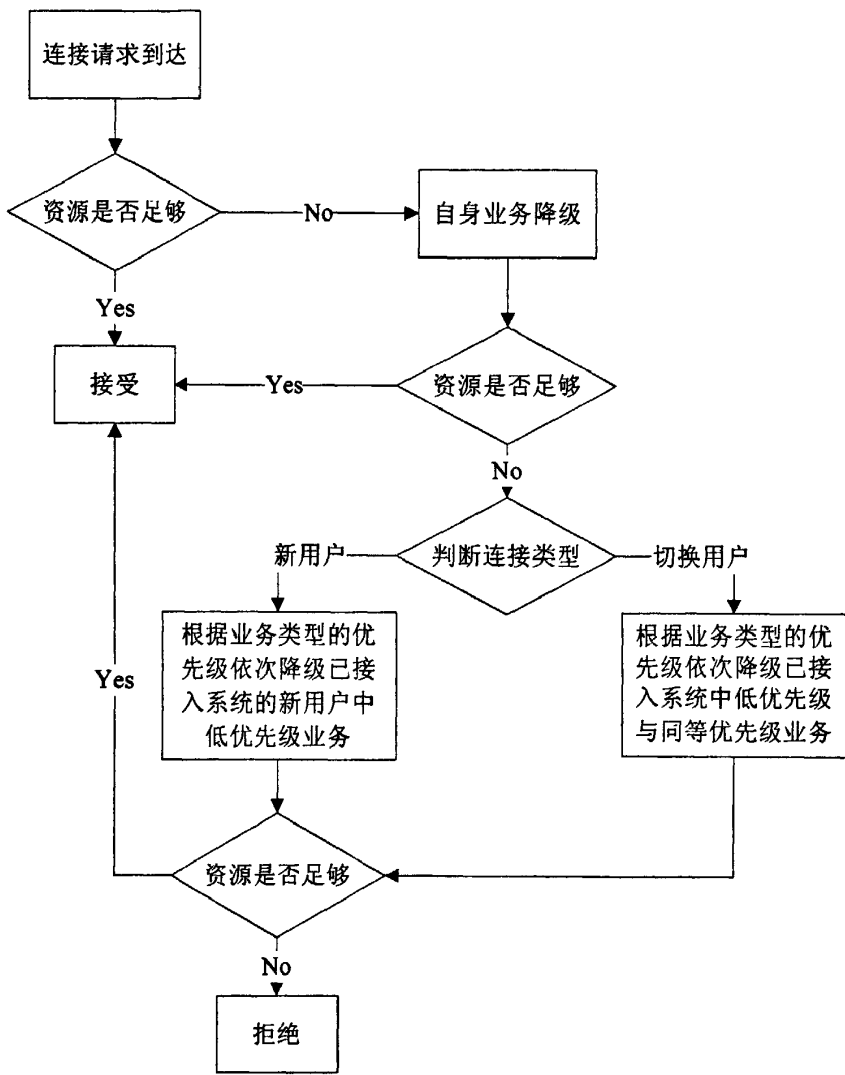 连接请求到达
资源是否足够
No
自身业务降级
Yes
接受
Yes
资源是否足够
No
新用户
判断连接类型
切换用户
根据业务类型的优
先级依次降级已接
入系统的新用户中
低优先级业务
根据业务类型的优
先级依次降级已接
入系统中低优先级
与同等优先级业务
Yes
资源是否足够
No
拒绝